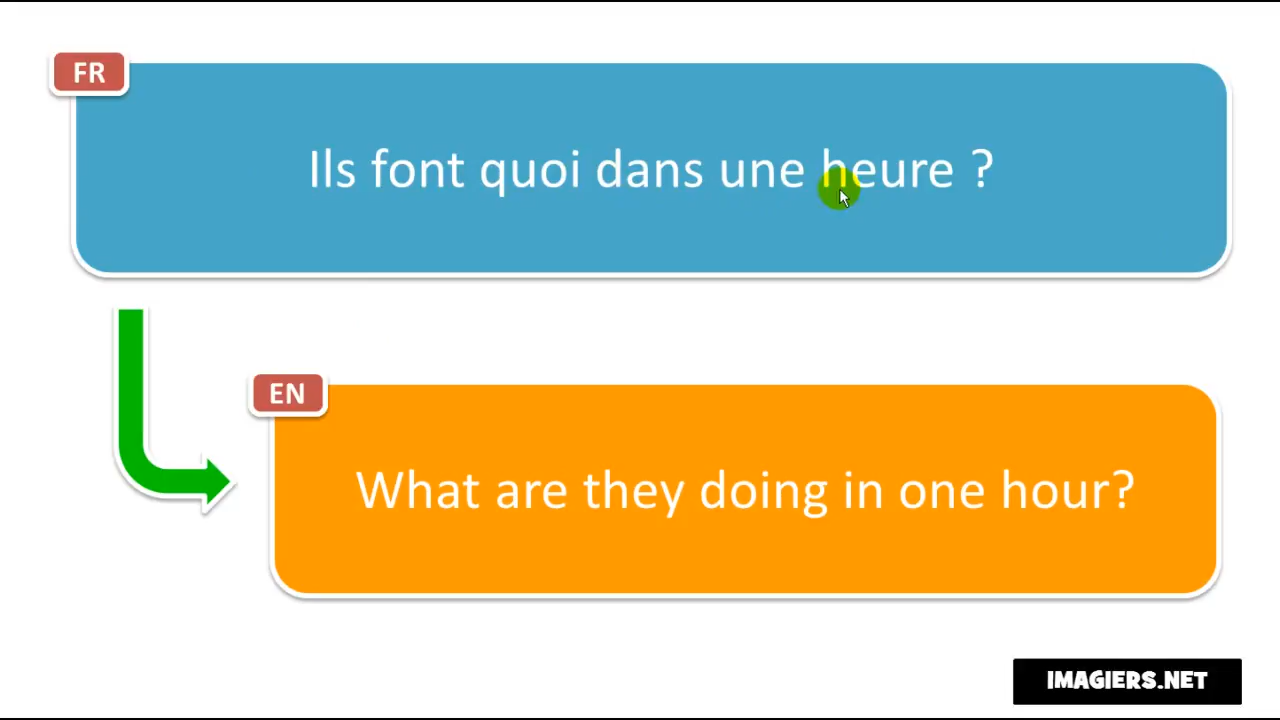 FR
Ils font quoi dans une heure ?
EN
What are they doing in one hour?
IMAGIERS.NET